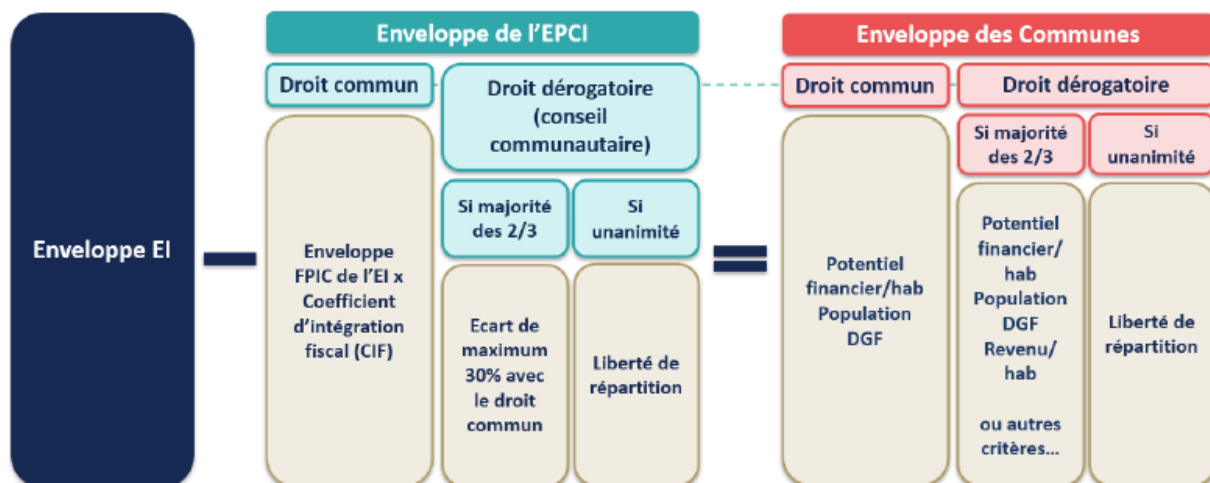 Enveloppe EI
Enveloppe de l'EPCI
Droit commun
Enveloppe
FPIC de l'EI x
Coefficient
d'intégration
fiscal (CIF)
Droit dérogatoire
(conseil
communautaire)
Si majorité
des 2/3
Ecart de
maximum
30% avec
le droit
commun
Si
unanimité
Liberté de
répartition
Enveloppe des Communes
Droit commun
Potentiel
financier/hab
Population
DGF
Droit dérogatoire
Si majorité
des 2/3
Potentiel
financier/
hab
Population
DGF
Revenu/
hab
ou autres
critères...
Si
unanimité
Liberté de
répartition